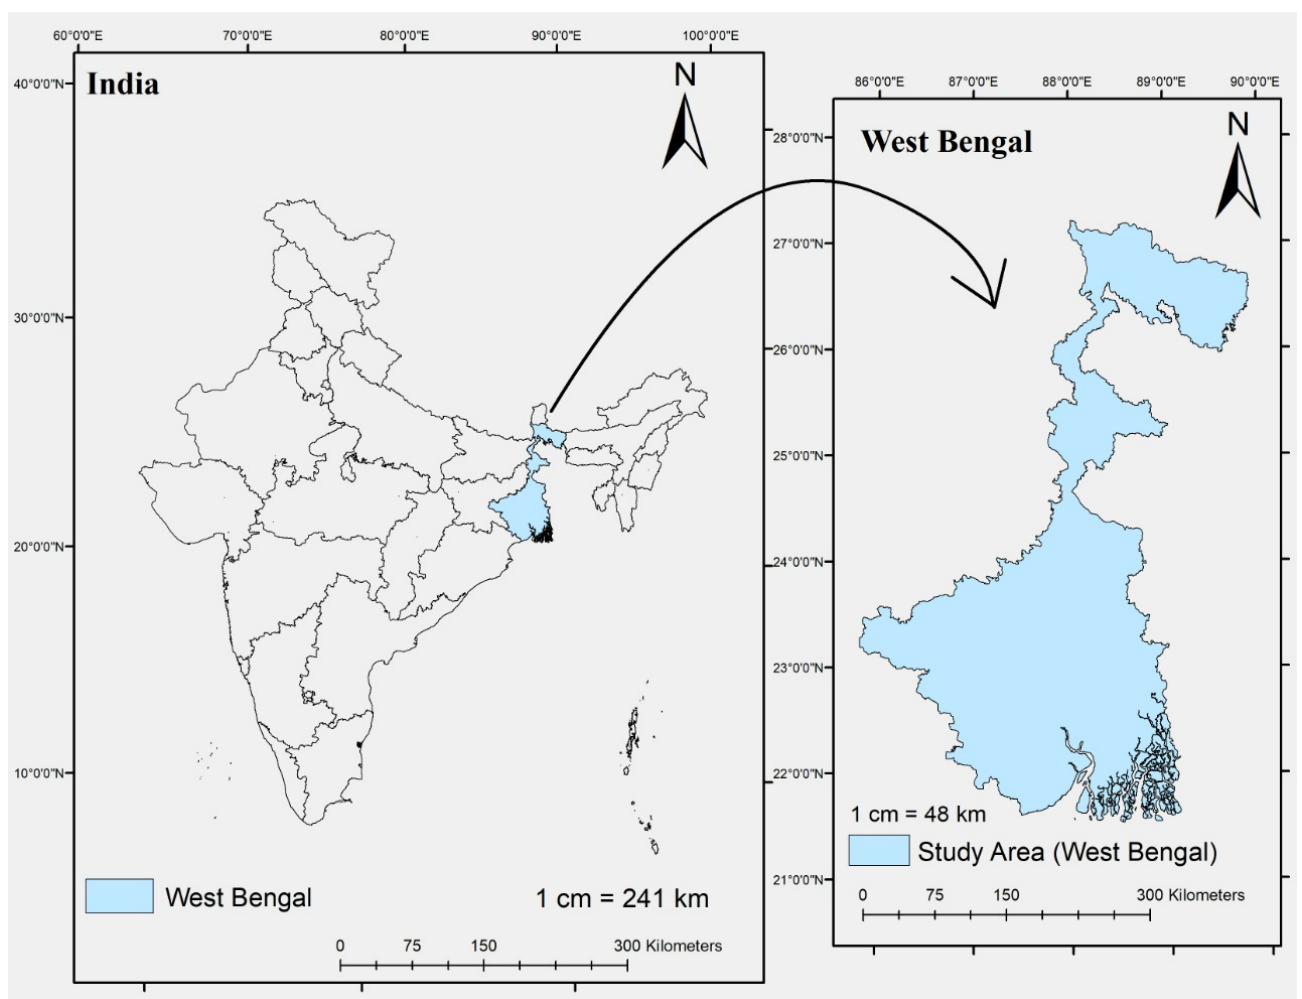 60°0'0"E 70°0'0"E 80°0'0"E 90°0'0"E 100°0'0"E
India
N
40°0'0"N
30°0'0"N
20°0'0"N
10°0'0"N
West Bengal
1 cm = 241 km
0 75 150 300 Kilometers
86°0'0"E 87°0'0"E 88°0'0"E 89°0'0"E 90°0'0"E
West Bengal
N
28°0'0"N
27°0'0"N
26°0'0"N
25°0'0"N
24°0'0"N
23°0'0"N
22°0'0"N
21°0'0"N
1 cm = 48 km
Study Area (West Bengal)
0 75 150 300 Kilometers